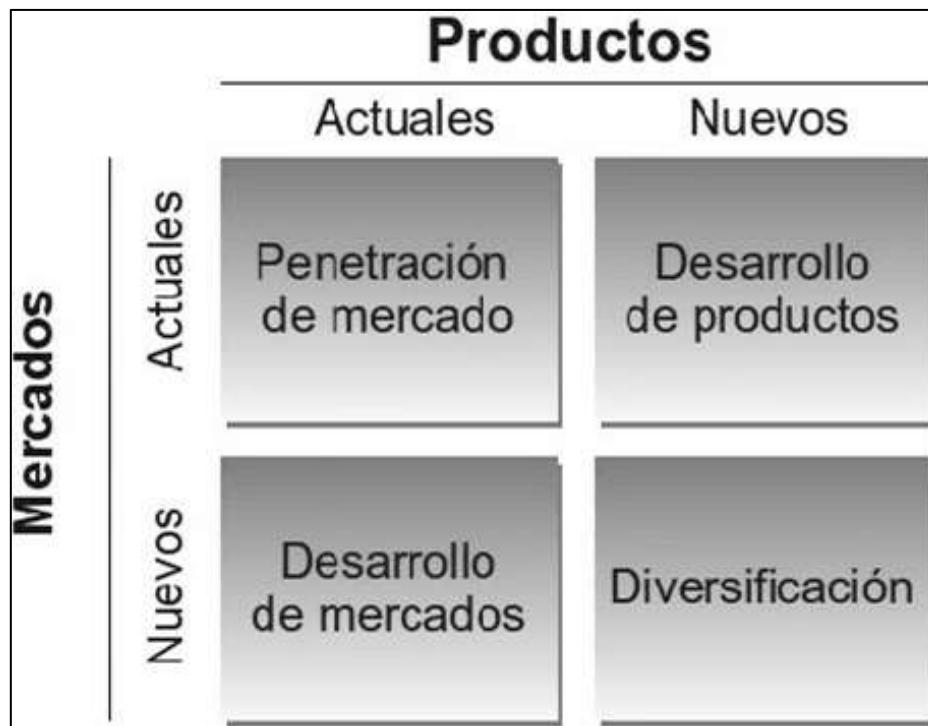 Productos
Actuales
Nuevos
Mercados
Actuales
Penetración
de mercado
Desarrollo
de productos
Nuevos
Desarrollo
de mercados
Diversificación